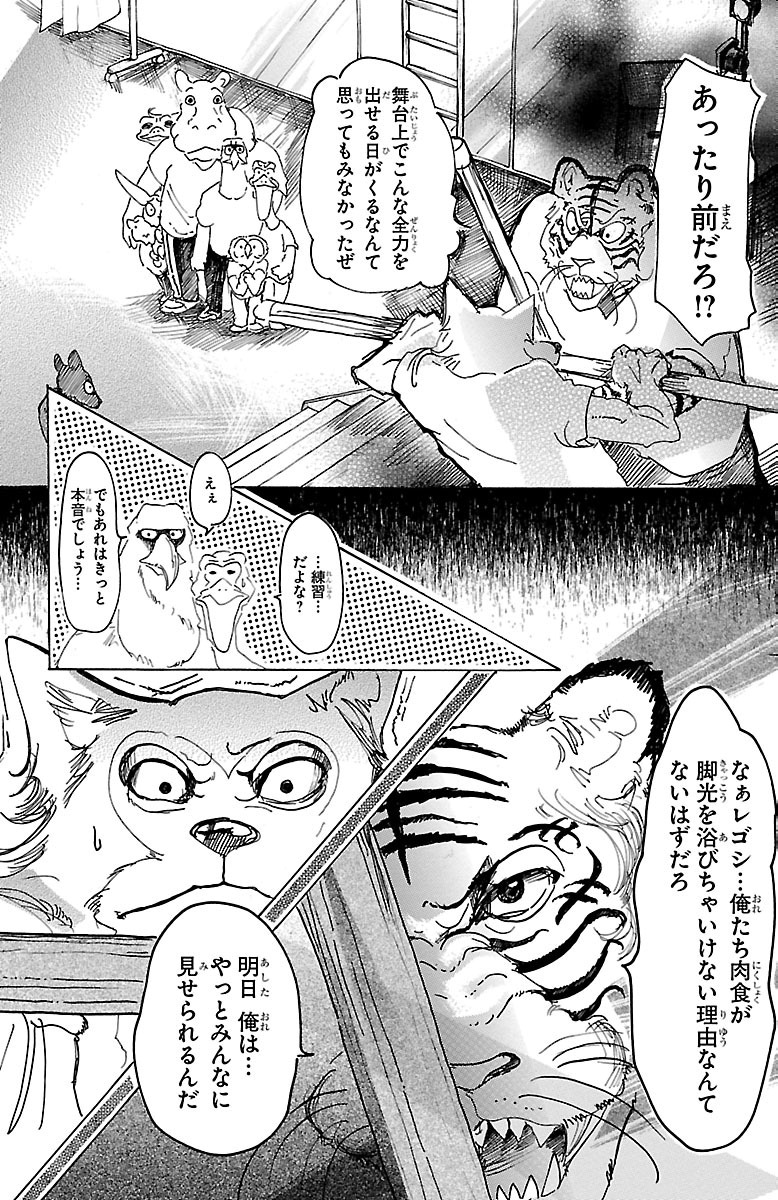 あったり前だろ!?
舞台上でこんな全力を
出せる日がくるなんて
思ってもみなかったぜ
…練習…
だよな?
えぇ
でもあれはきっと
本音でしょう…
なぁレゴシ…俺たち肉食が
脚光を浴びちゃいけない理由なんて
ないはずだろ
明日 俺は…
やっとみんなに
見せられるんだ